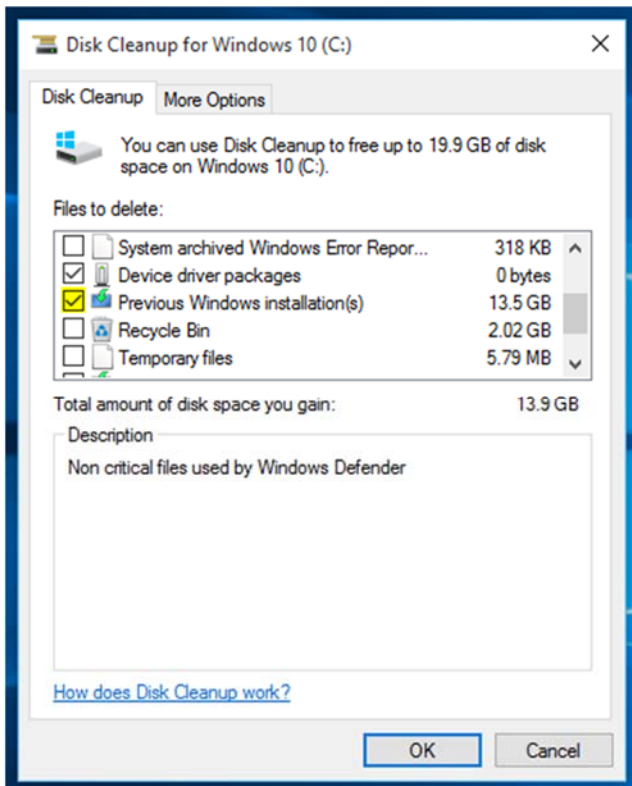 Disk Cleanup for Windows 10 (C:)
Disk Cleanup
More Options
You can use Disk Cleanup to free up to 19.9 GB of disk
space on Windows 10 (C:).
Files to delete:
System archived Windows Error Repor... 318 KB
Device driver packages 0 bytes
Previous Windows installation(s) 13.5 GB
Recycle Bin 2.02 GB
Temporary files 5.79 MB
Total amount of disk space you gain: 13.9 GB
Description
Non critical files used by Windows Defender
How does Disk Cleanup work?
OK
Cancel